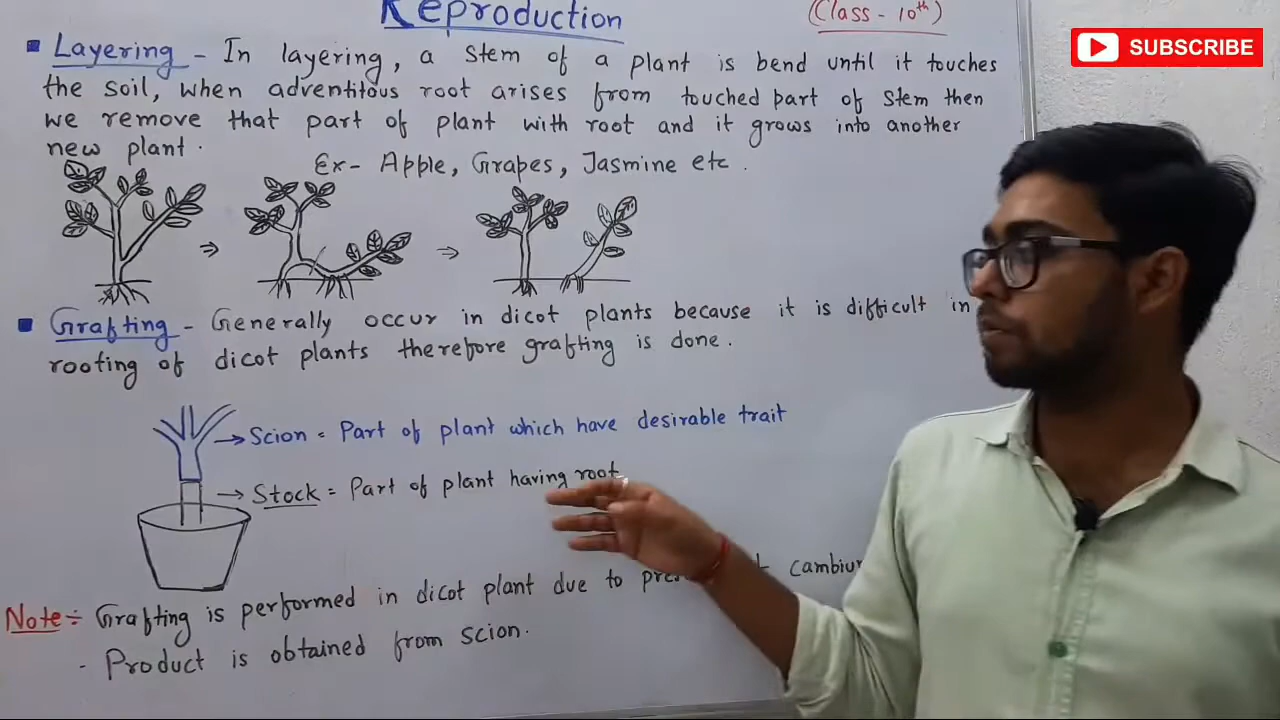 Reproduction
(Class - 10th)
SUBSCRIBE
Layering - In layering, a stem of a plant is bend until it touches
the soil, when adventitous root arises from touched part of stem then
we remove that part of plant with root and it grows into another
new plant.
Ex- Apple, Grapes, Jasmine etc.
Grafting - Generally occur in dicot plants because it is difficult in
rooting of dicot plants therefore grafting is done.
Scion = Part of plant which have desirable trait
Stock = Part of plant having root
Note:- Grafting is performed in dicot plant due to
- Product is obtained from scion.